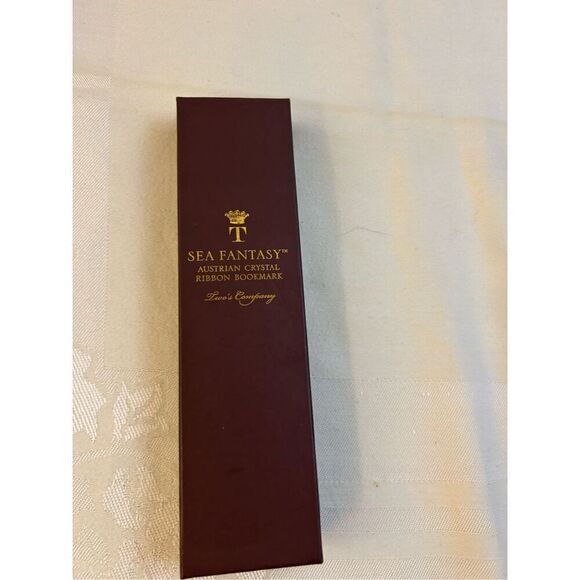 T
SEA FANTASY™
AUSTRIAN CRYSTAL
RIBBON BOOKMARK
Two's Company